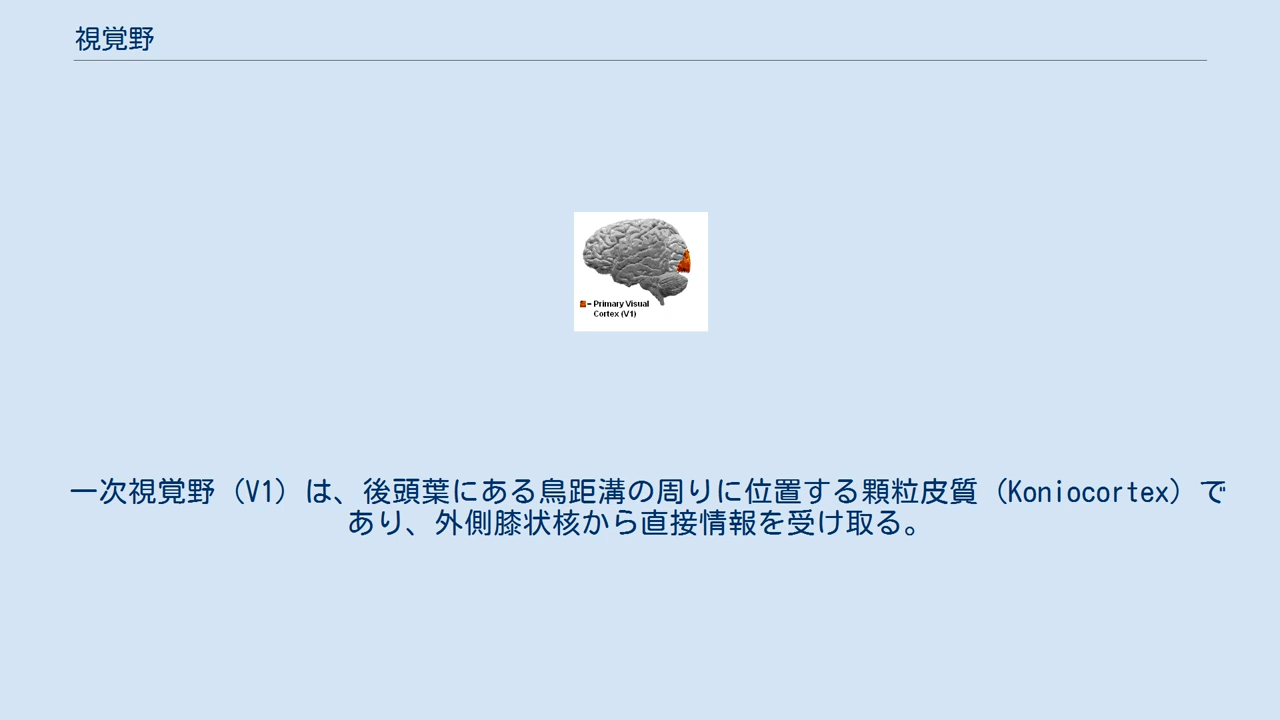 視覚野
= Primary Visual
Cortex (V1)
一次視覚野（V1）は、後頭葉にある鳥距溝の周りに位置する顆粒皮質（Koniocortex）で
あり、外側膝状核から直接情報を受け取る。